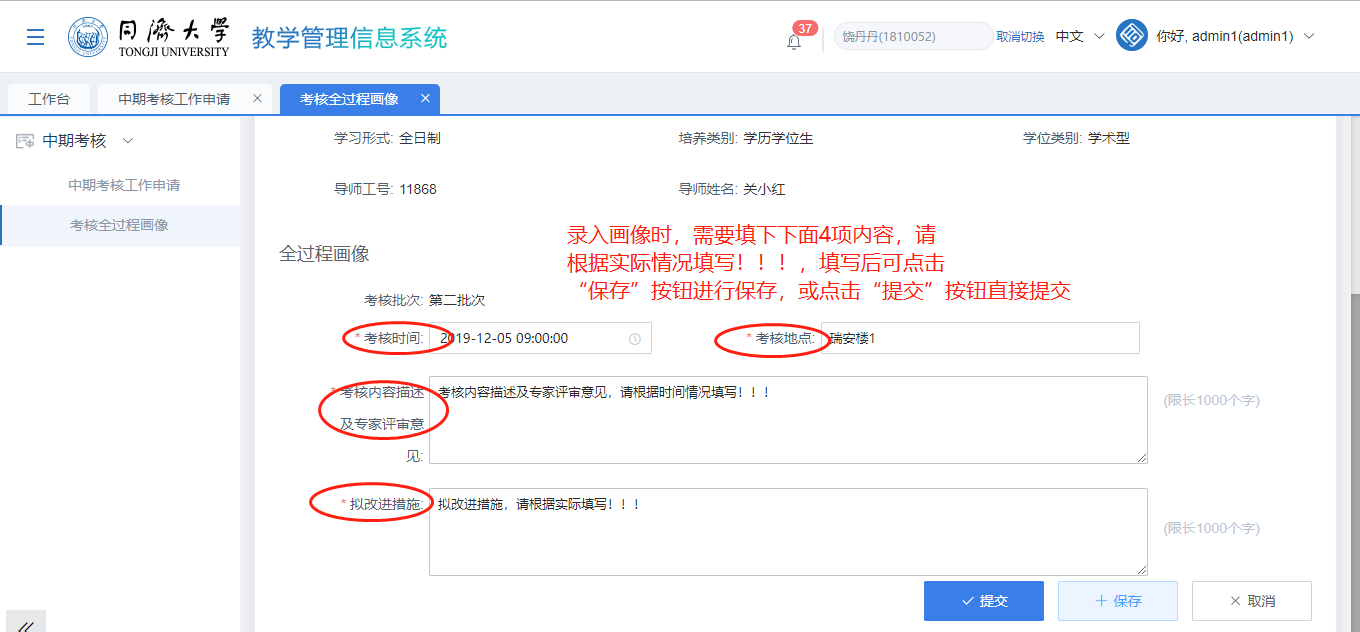 同濟大学
TONGJI UNIVERSITY
教学管理信息系统
37
饶丹丹(1810052)
取消切换
中文
你好, admin1(admin1)
工作台
中期考核工作申请
考核全过程画像
中期考核
中期考核工作申请
考核全过程画像
学习形式: 全日制
培养类别: 学历学位生
学位类别: 学术型
导师工号: 11868
导师姓名: 关小红
全过程画像
录入画像时，需要填下下面4项内容，请
根据实际情况填写！！！，填写后可点击
“保存”按钮进行保存，或点击“提交”按钮直接提交
考核批次: 第二批次
* 考核时间: 2019-12-05 09:00:00
* 考核地点: 瑞安楼1
* 考核内容描述
及专家评审意
见:
考核内容描述及专家评审意见，请根据时间情况填写！！！
(限长1000个字)
* 拟改进措施:
拟改进措施，请根据实际填写！！！
(限长1000个字)
提交
保存
取消